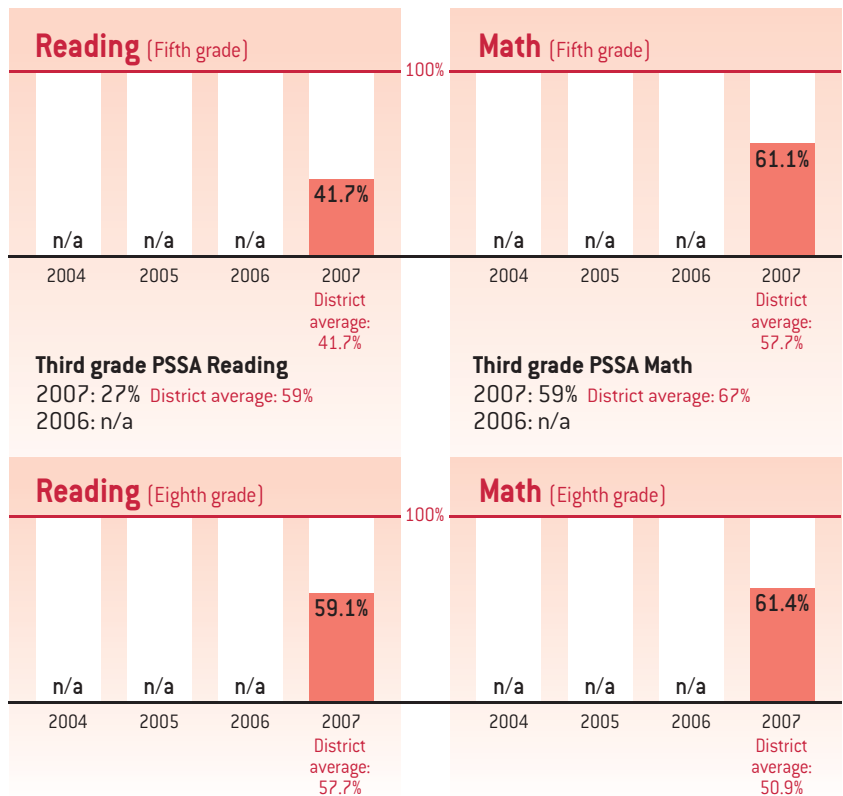 Reading (Fifth grade)
100%
41.7%
n/a n/a n/a
2004 2005 2006 2007
District
average:
41.7%
Third grade PSSA Reading
2007: 27% District average: 59%
2006: n/a
Math (Fifth grade)
61.1%
n/a n/a n/a
2004 2005 2006 2007
District
average:
57.7%
Third grade PSSA Math
2007: 59% District average: 67%
2006: n/a
Reading (Eighth grade)
100%
59.1%
n/a n/a n/a
2004 2005 2006 2007
District
average:
57.7%
Math (Eighth grade)
61.4%
n/a n/a n/a
2004 2005 2006 2007
District
average:
50.9%